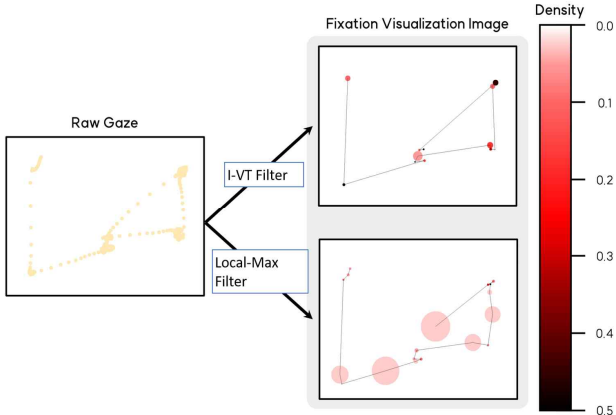 Density
Fixation Visualization Image
0.0
0.1
Raw Gaze
I-VT Filter
0.2
Local-Max
Filter
0.3
0.4
0.5